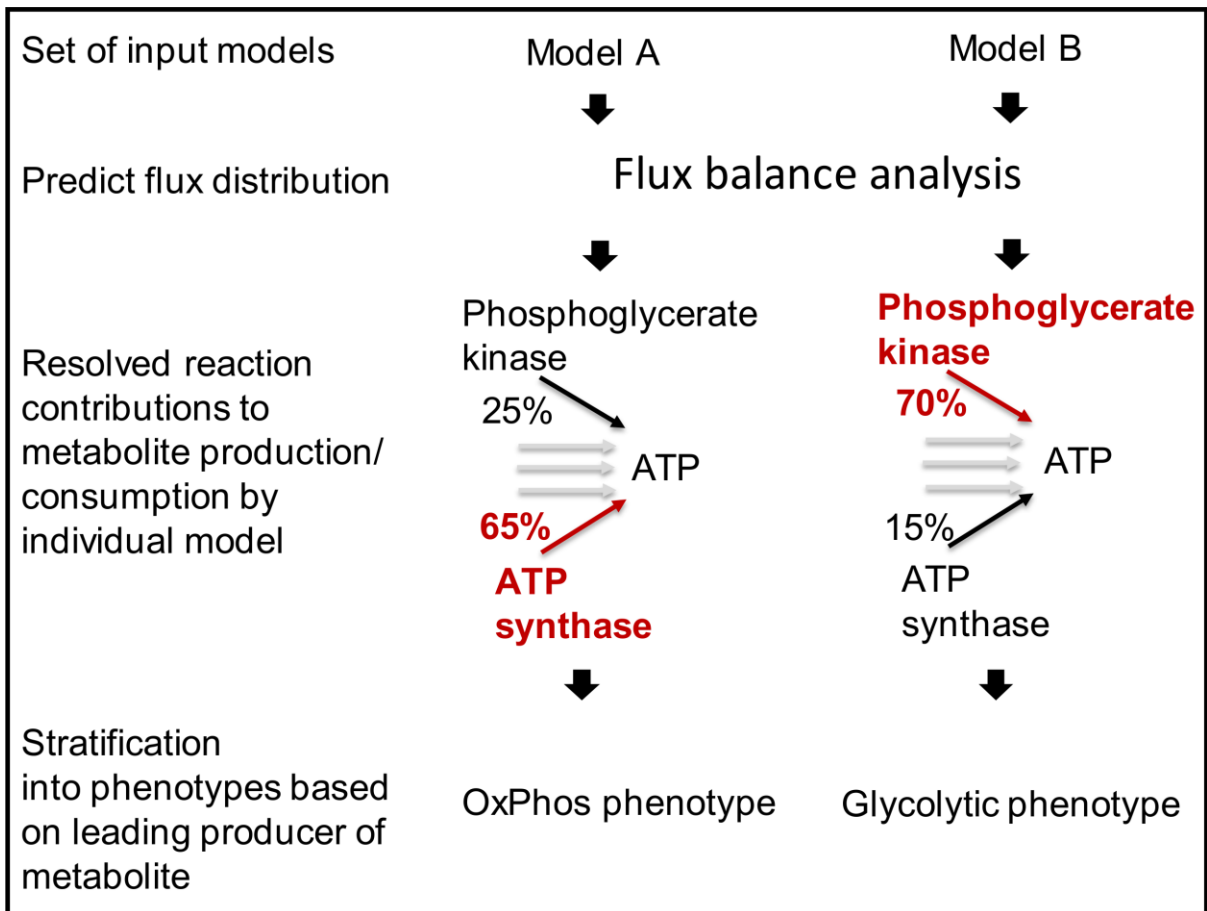 Set of input models
Model A
Model B
Predict flux distribution
Flux balance analysis
Resolved reaction
contributions to
metabolite production/
consumption by
individual model
Phosphoglycerate
kinase
25%
ATP
65%
ATP
synthase
Phosphoglycerate
kinase
70%
ATP
15%
ATP
synthase
Stratification
into phenotypes based
on leading producer of
metabolite
OxPhos phenotype
Glycolytic phenotype